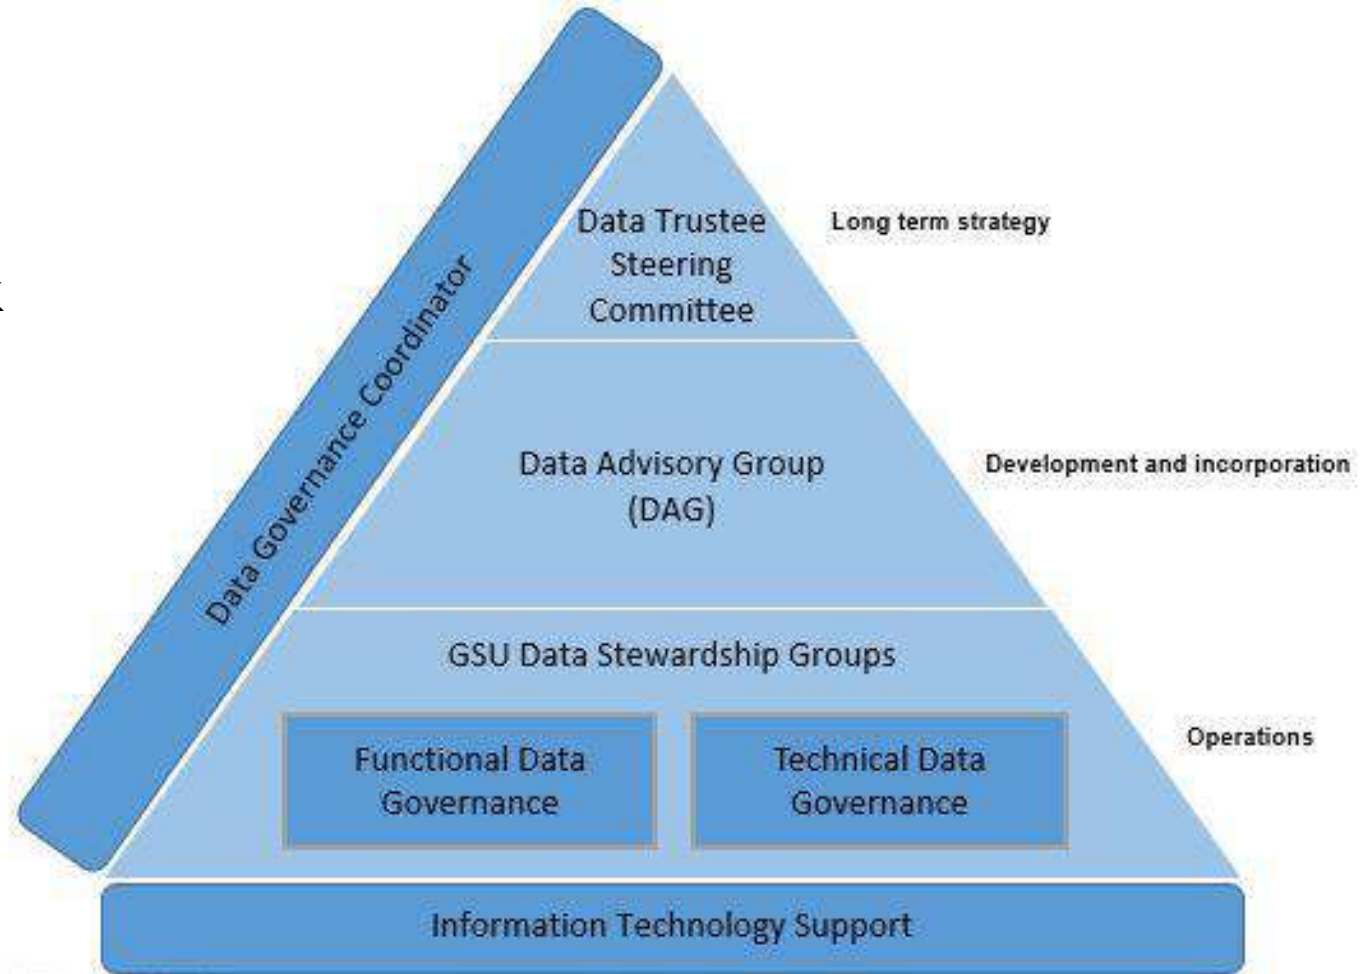 Data Governance Coordinator
Data Trustee
Steering
Committee
Long term strategy
Data Advisory Group
(DAG)
Development and incorporation
GSU Data Stewardship Groups
Functional Data
Governance
Technical Data
Governance
Operations
Information Technology Support